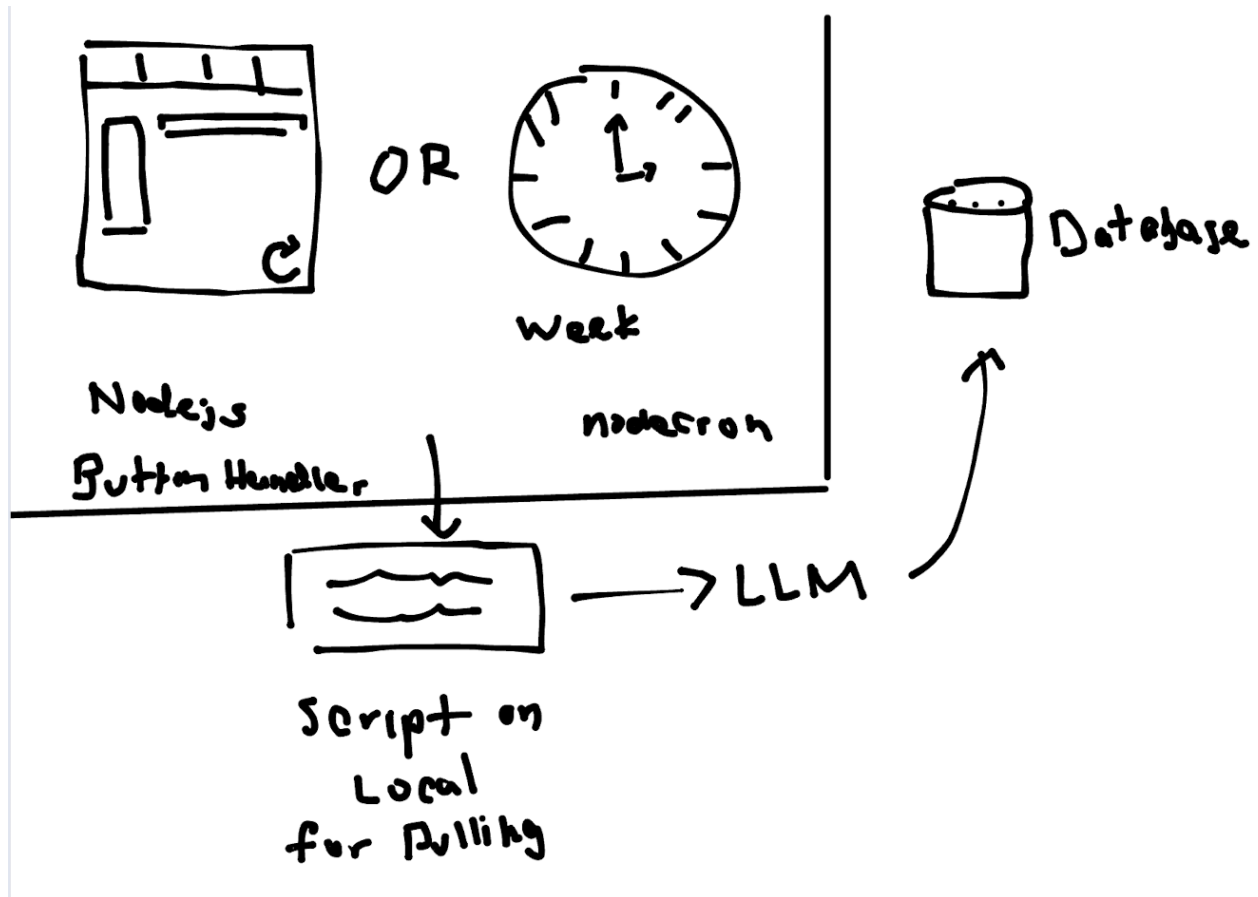 OR
Week
Nodejs
Button Handler
nodecron
Database
LLM
Script on
Local
for Pulling